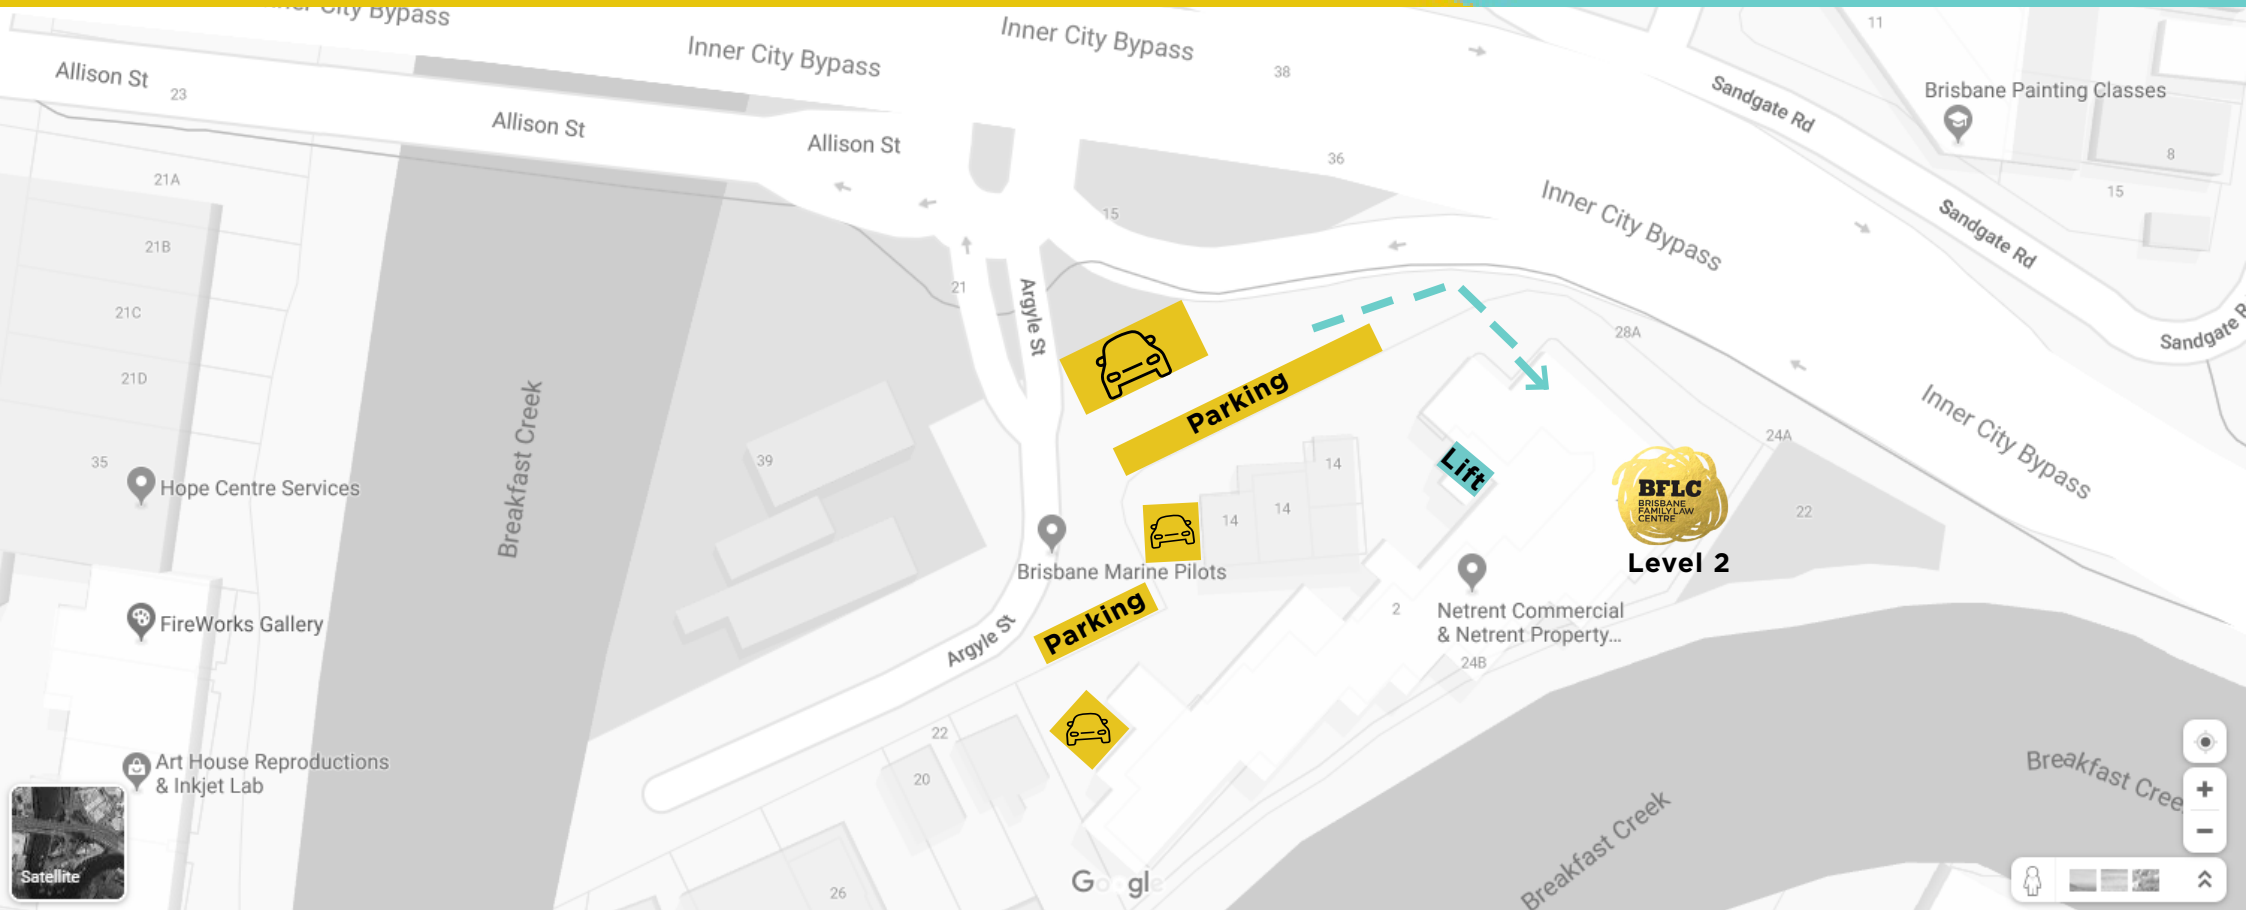 Inner City Bypass
Inner City Bypass
Inner City Bypass
Allison St
23
Allison St
Allison St
38
36
15
11
Sandgate Rd
Brisbane Painting Classes
8
15
Inner City Bypass
Sandgate Rd
Sandgate R
21A
21B
21C
21D
35
Hope Centre Services
FireWorks Gallery
Art House Reproductions
& Inkjet Lab
Satellite
Breakfast Creek
21
Argyle St
39
Parking
28A
24A
Inner City Bypass
Lift
14
14
14
BFLC
BRISBANE
FAMILY LAW
CENTRE
Level 2
22
Brisbane Marine Pilots
Parking
Argyle St
2
Netrent Commercial
& Netrent Property...
24B
22
20
26
Google
Breakfast Creek
Breakfast Cree